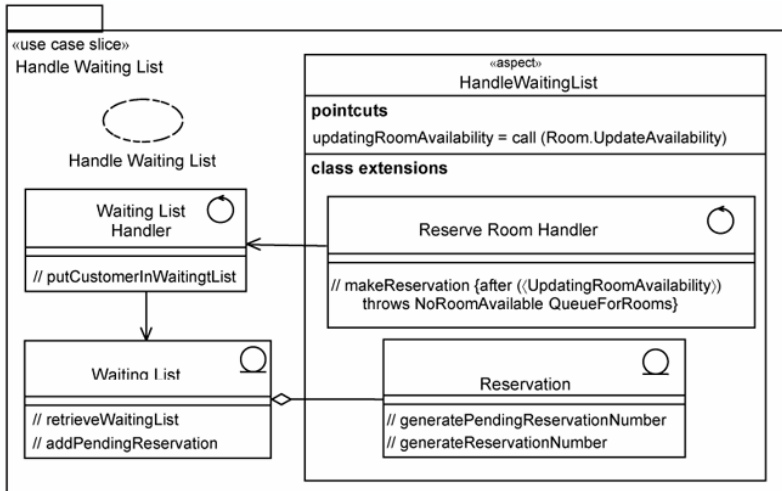 «use case slice»
Handle Waiting List
Handle Waiting List
Waiting List
Handler
// putCustomerInWaitingtList
Waiting List
// retrieveWaitingList
// addPendingReservation
«aspect»
HandleWaitingList
pointcuts
updatingRoomAvailability = call (Room.UpdateAvailability)
class extensions
Reserve Room Handler
// makeReservation {after (⟨UpdatingRoomAvailability⟩)
throws NoRoomAvailable QueueForRooms}
Reservation
// generatePendingReservationNumber
// generateReservationNumber